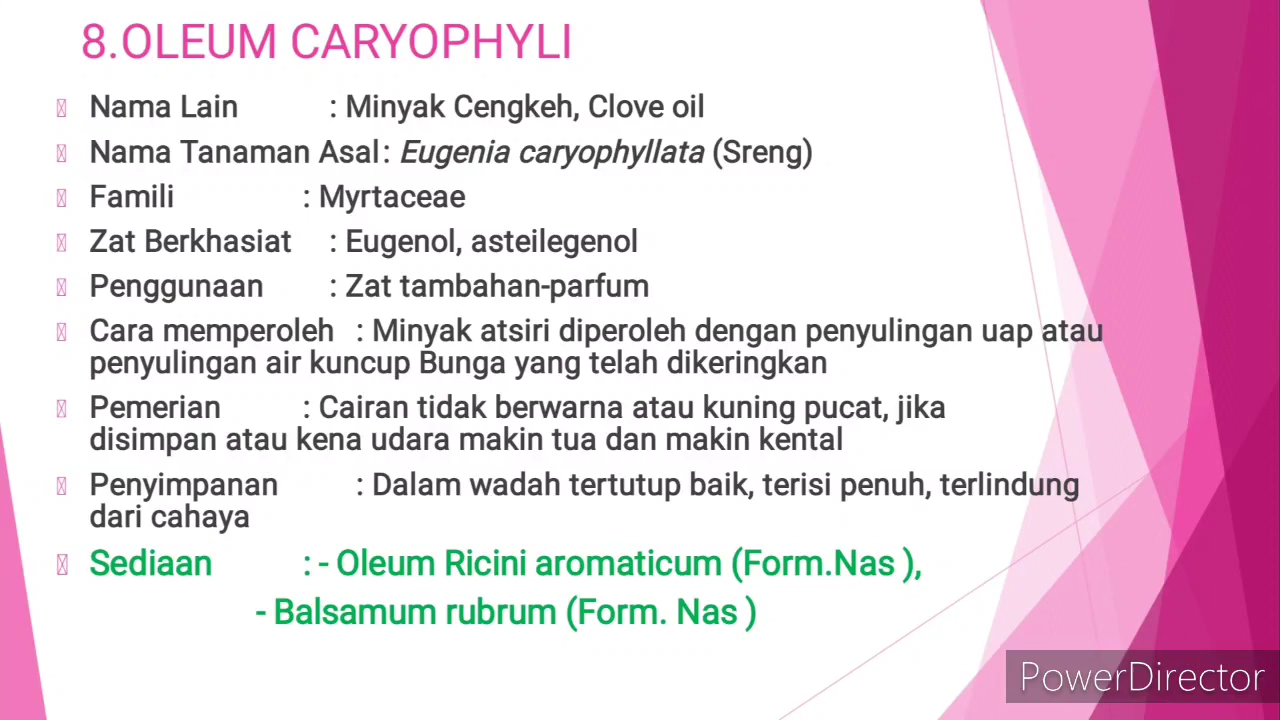 8.OLEUM CARYOPHYLI
Nama Lain : Minyak Cengkeh, Clove oil
Nama Tanaman Asal : Eugenia caryophyllata (Sreng)
Famili : Myrtaceae
Zat Berkhasiat : Eugenol, asteilegenol
Penggunaan : Zat tambahan-parfum
Cara memperoleh : Minyak atsiri diperoleh dengan penyulingan uap atau
penyulingan air kuncup Bunga yang telah dikeringkan
Pemerian : Cairan tidak berwarna atau kuning pucat, jika
disimpan atau kena udara makin tua dan makin kental
Penyimpanan : Dalam wadah tertutup baik, terisi penuh, terlindung
dari cahaya
Sediaan : - Oleum Ricini aromaticum (Form.Nas ),
- Balsamum rubrum (Form. Nas )
PowerDirector